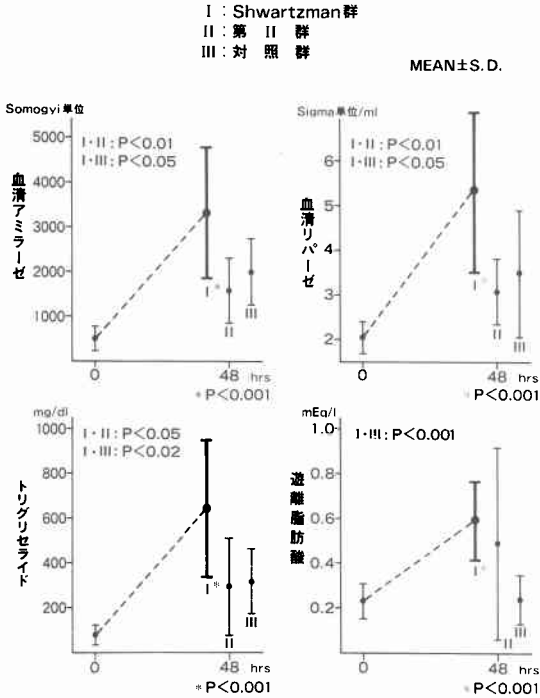 I : Shwartzman群
II : 第 II 群
III : 対 照 群
MEAN±S.D.
Somogyi単位
血清アミラーゼ
I・II : P<0.01
I・III : P<0.05
5000
4000
3000
2000
1000
I *
II
III
0
48 hrs
*P<0.001
Sigma単位/ml
血清リパーゼ
I・II : P<0.01
I・III : P<0.05
6
5
4
3
2
I *
II
III
0
48 hrs
*P<0.001
mg/dl
トリグリセライド
I・II : P<0.05
I・III : P<0.02
1000
800
600
400
200
I *
II
III
0
48 hrs
*P<0.001
mEq/l
遊離脂肪酸
I・III : P<0.001
1.0
0.8
0.6
0.4
0.2
I *
II
III
0
48 hrs
*P<0.001